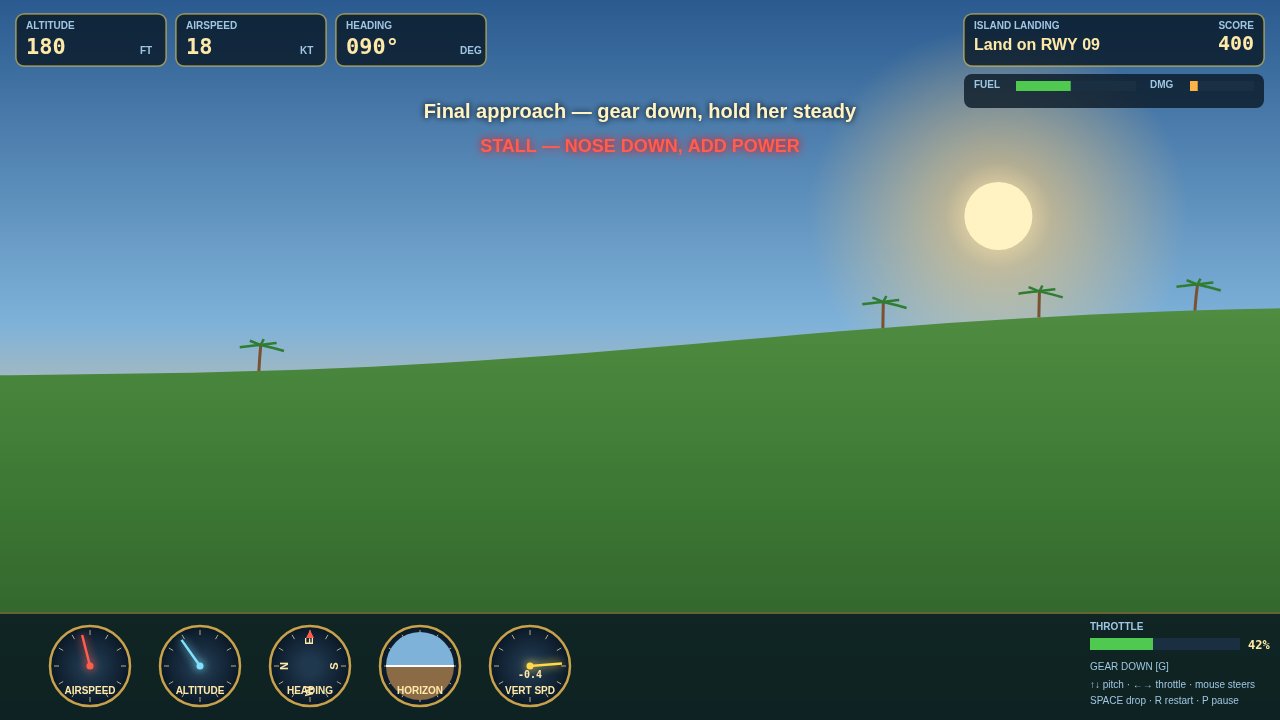 ALTITUDE
180 FT
AIRSPEED
18 KT
HEADING
090° DEG
ISLAND LANDING SCORE
Land on RWY 09 400
FUEL DMG
Final approach — gear down, hold her steady
STALL — NOSE DOWN, ADD POWER
AIRSPEED
ALTITUDE
E
N S
W
HEADING
HORIZON
-0.4
VERT SPD
THROTTLE
42%
GEAR DOWN [G]
↑↓ pitch · ←→ throttle · mouse steers
SPACE drop · R restart · P pause